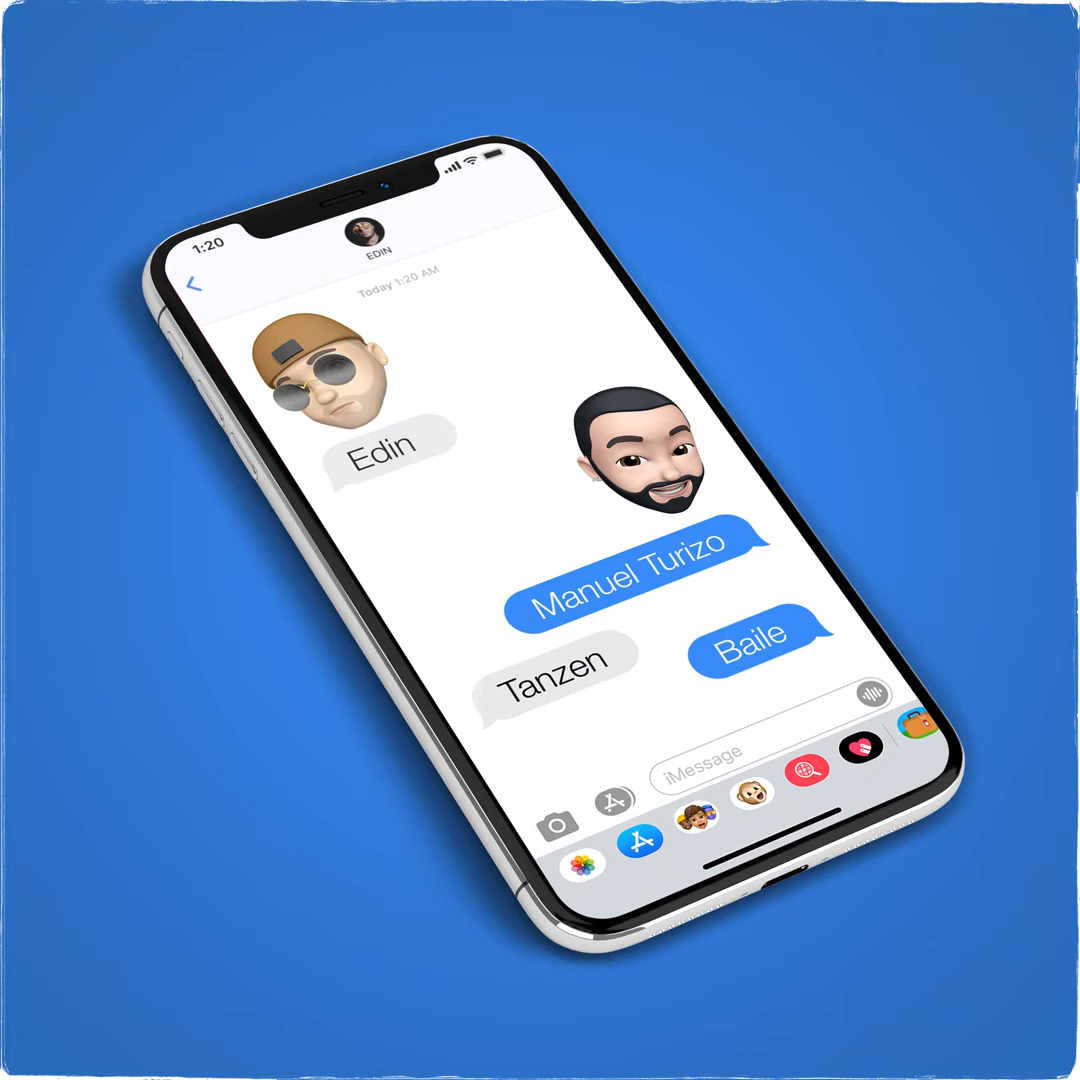 1:20
EDIN
Today 1:20 AM
Edin
Manuel Turizo
Baile
Tanzen
iMessage